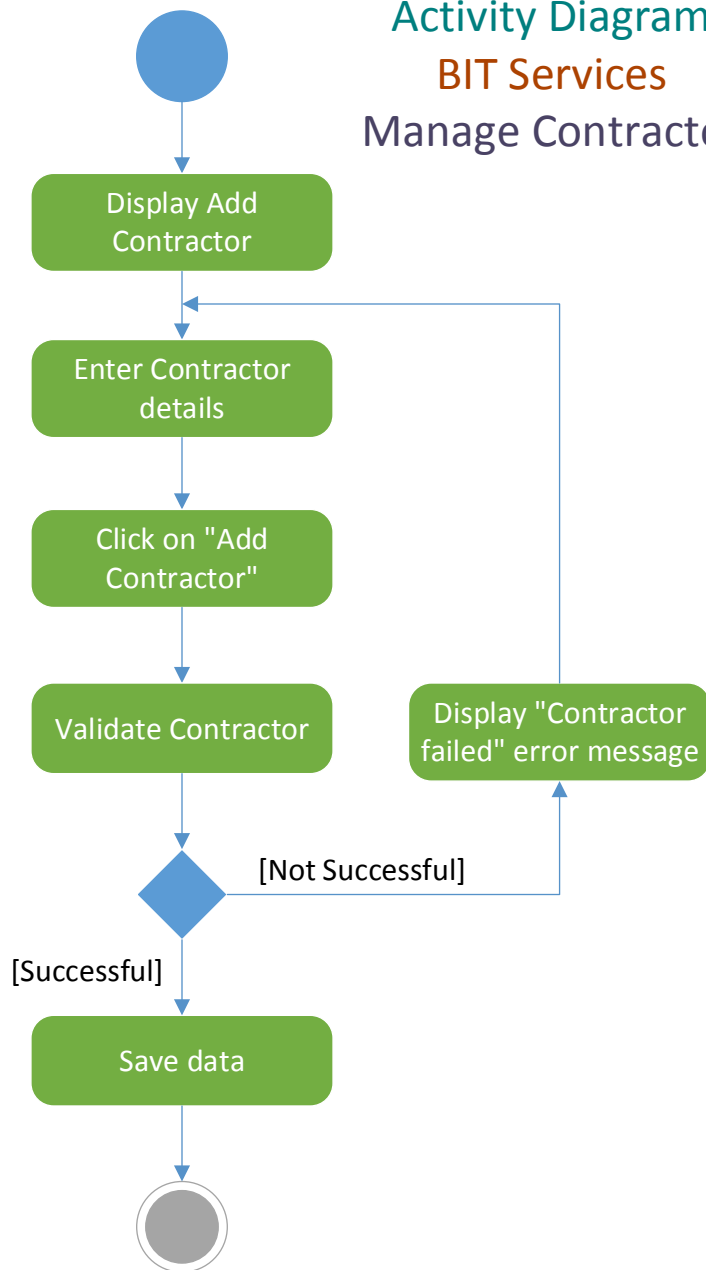 Activity Diagram
BIT Services
Manage
Display Add
Contractor
Enter Contractor
details
Click on "Add
Contractor"
Validate Contractor
Display "Contractor
failed" error message
[Not Successful]
[Successful]
Save data